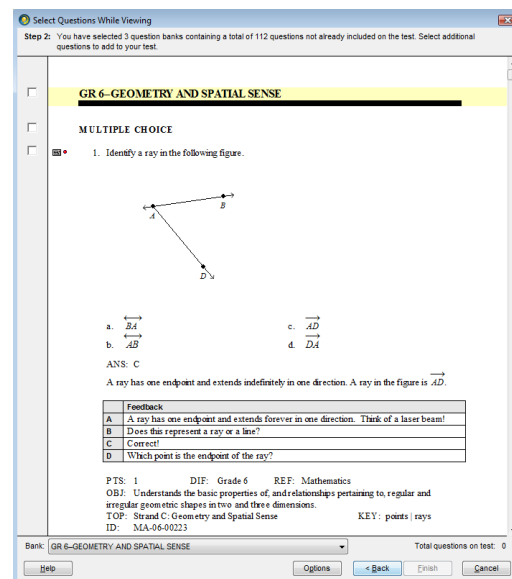 Select Questions While Viewing
Step 2: You have selected 3 question banks containing a total of 112 questions not already included on the test. Select additional
questions to add to your test.
GR 6–GEOMETRY AND SPATIAL SENSE
MULTIPLE CHOICE
1. Identify a ray in the following figure.
B
A
D
a. BA c. AD
b. AB d. DA
ANS: C
A ray has one endpoint and extends indefinitely in one direction. A ray in the figure is AD.
Feedback
A A ray has one endpoint and extends forever in one direction. Think of a laser beam!
B Does this represent a ray or a line?
C Correct!
D Which point is the endpoint of the ray?
PTS: 1 DIF: Grade 6 REF: Mathematics
OBJ: Understands the basic properties of, and relationships pertaining to, regular and
irregular geometric shapes in two and three dimensions.
TOP: Strand C: Geometry and Spatial Sense KEY: points | rays
ID: MA-06-00223
Bank: GR 6–GEOMETRY AND SPATIAL SENSE Total questions on test: 0
Help Options < Back Finish Cancel